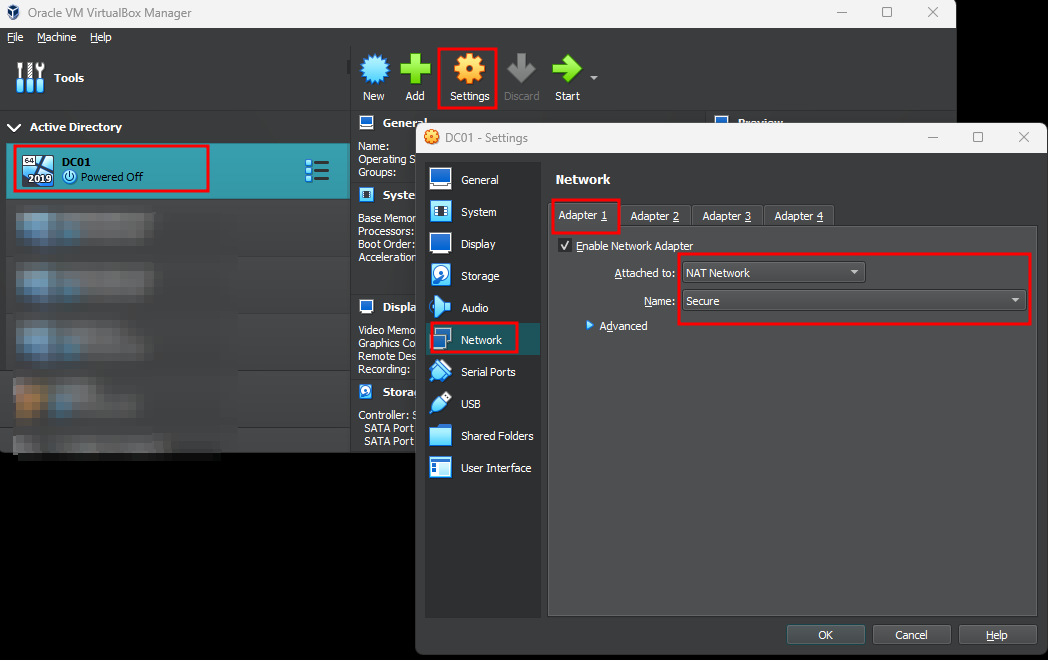 Oracle VM VirtualBox Manager
File Machine Help
Tools
New Add Settings Discard Start
Active Directory
64
2019
DC01
Powered Off
General
Preview
Name:
Operating S
Groups:
Syste
Base Memor
Processors:
Boot Order:
Acceleration
Displa
Video Memo
Graphics Co
Remote Des
Recording:
Storag
Controller: S
SATA Port
SATA Port
DC01 - Settings
General
System
Display
Storage
Audio
Network
Serial Ports
USB
Shared Folders
User Interface
Network
Adapter 1 Adapter 2 Adapter 3 Adapter 4
Enable Network Adapter
Attached to: NAT Network
Name: Secure
Advanced
OK Cancel Help